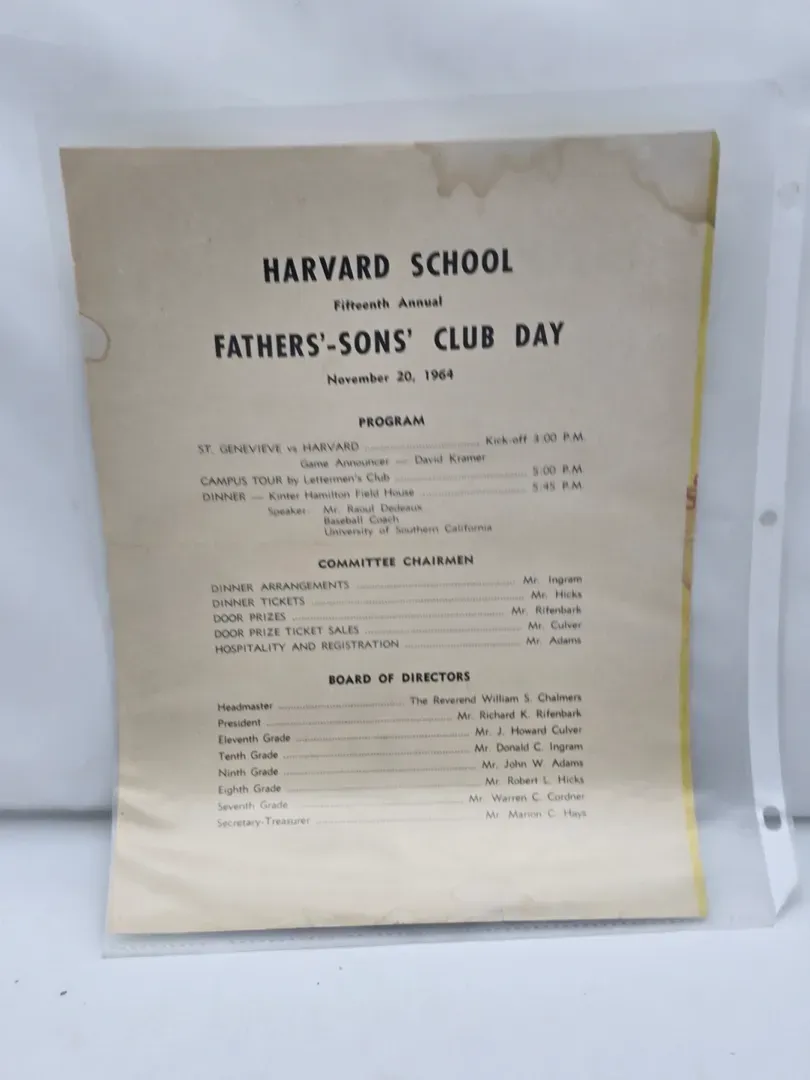 HARVARD SCHOOL
Fifteenth Annual
FATHERS'-SONS' CLUB DAY
November 20, 1964
PROGRAM
ST. GENEVIEVE vs HARVARD ........ Kick-off 3:00 P.M.
Game Announcer — David Kramer
CAMPUS TOUR by Lettermen's Club ........ 5:00 P.M.
DINNER — Kinter Hamilton Field House ........ 5:45 P.M.
Speaker: Mr. Raoul Dedeaux
Baseball Coach
University of Southern California
COMMITTEE CHAIRMEN
DINNER ARRANGEMENTS ........ Mr. Ingram
DINNER TICKETS ........ Mr. Hicks
DOOR PRIZES ........ Mr. Rifenbark
DOOR PRIZE TICKET SALES ........ Mr. Culver
HOSPITALITY AND REGISTRATION ........ Mr. Adams
BOARD OF DIRECTORS
Headmaster ........ The Reverend William S. Chalmers
President ........ Mr. Richard K. Rifenbark
Eleventh Grade ........ Mr. J. Howard Culver
Tenth Grade ........ Mr. Donald C. Ingram
Ninth Grade ........ Mr. John W. Adams
Eighth Grade ........ Mr. Robert L. Hicks
Seventh Grade ........ Mr. Warren C. Cordner
Secretary-Treasurer ........ Mr. Marion C. Hays